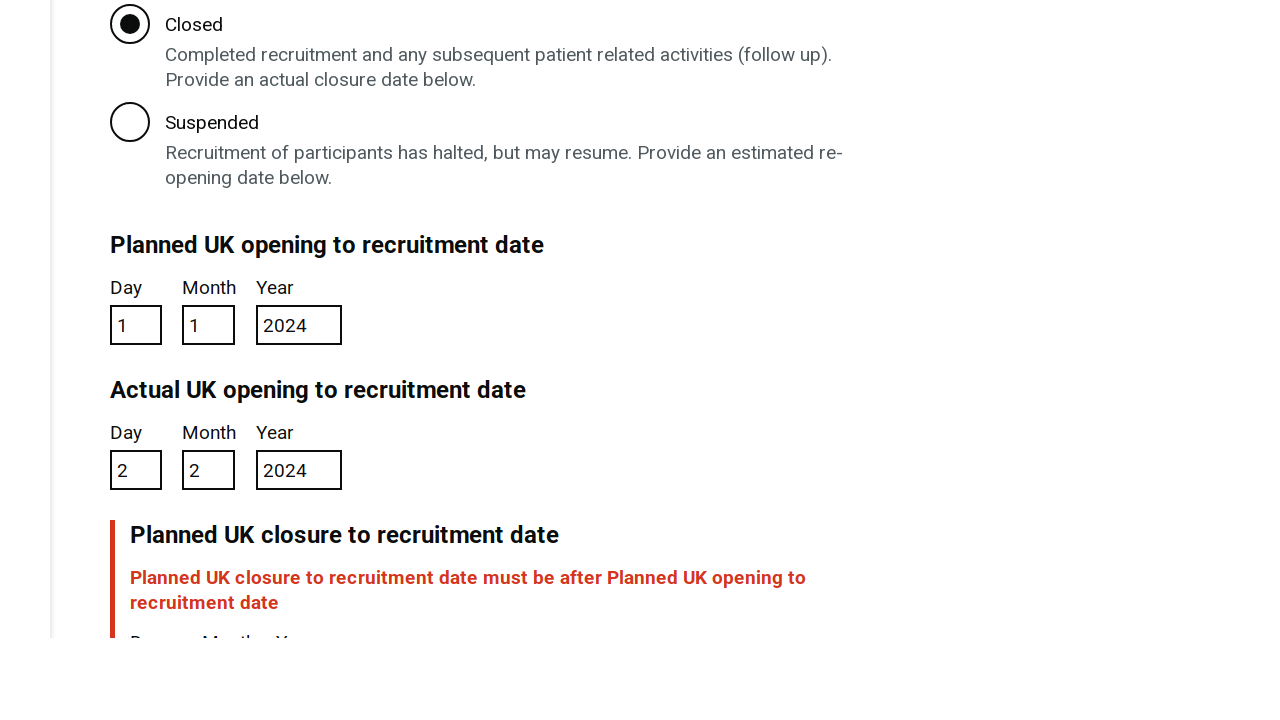 Closed
Completed recruitment and any subsequent patient related activities (follow up).
Provide an actual closure date below.
Suspended
Recruitment of participants has halted, but may resume. Provide an estimated re-
opening date below.
Planned UK opening to recruitment date
Day Month Year
1 1 2024
Actual UK opening to recruitment date
Day Month Year
2 2 2024
Planned UK closure to recruitment date
Planned UK closure to recruitment date must be after Planned UK opening to
recruitment date